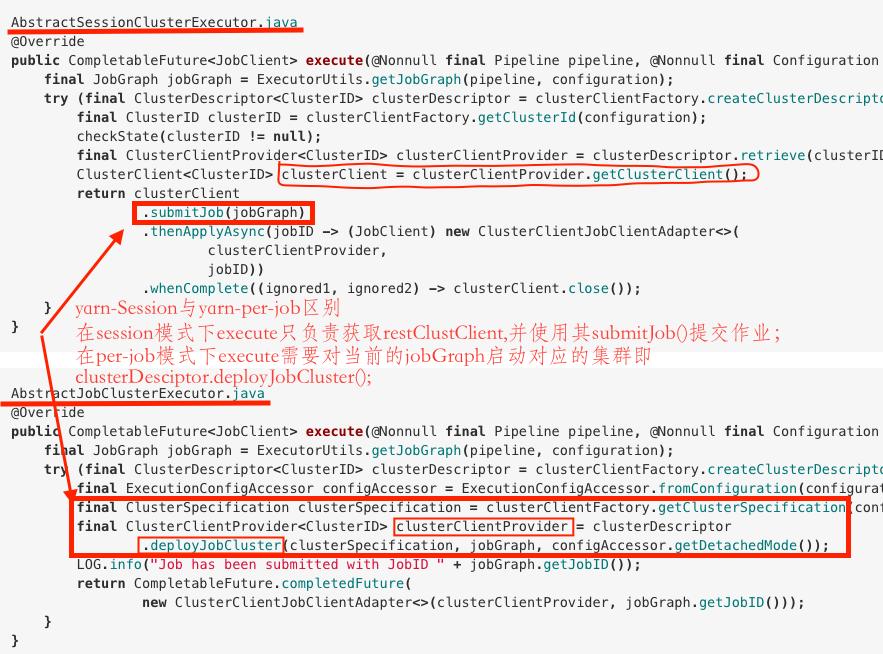 AbstractSessionClusterExecutor.java
@Override
public CompletableFuture<JobClient> execute(@Nonnull final Pipeline pipeline, @Nonnull final Configuration
final JobGraph jobGraph = ExecutorUtils.getJobGraph(pipeline, configuration);
try (final ClusterDescriptor<ClusterID> clusterDescriptor = clusterClientFactory.createClusterDescripto
final ClusterID clusterID = clusterClientFactory.getClusterId(configuration);
checkState(clusterID != null);
final ClusterClientProvider<ClusterID> clusterClientProvider = clusterDescriptor.retrieve(clusterID
ClusterClient<ClusterID> clusterClient = clusterClientProvider.getClusterClient();
return clusterClient
.submitJob(jobGraph)
.thenApplyAsync(jobID -> (JobClient) new ClusterClientJobClientAdapter<>(
clusterClientProvider,
jobID))
.whenComplete((ignored1, ignored2) -> clusterClient.close());
}
}
yarn-Session与yarn-per-job区别
在session模式下execute只负责获取restClustClient,并使用其submitJob()提交作业;
在per-job模式下execute需要对当前的jobGraph启动对应的集群即
clusterDesciptor.deployJobCluster();
AbstractJobClusterExecutor.java
@Override
public CompletableFuture<JobClient> execute(@Nonnull final Pipeline pipeline, @Nonnull final Configuration
final JobGraph jobGraph = ExecutorUtils.getJobGraph(pipeline, configuration);
try (final ClusterDescriptor<ClusterID> clusterDescriptor = clusterClientFactory.createClusterDescripto
final ExecutionConfigAccessor configAccessor = ExecutionConfigAccessor.fromConfiguration(configurat
final ClusterSpecification clusterSpecification = clusterClientFactory.getClusterSpecification(conf
final ClusterClientProvider<ClusterID> clusterClientProvider = clusterDescriptor
.deployJobCluster(clusterSpecification, jobGraph, configAccessor.getDetachedMode());
LOG.info("Job has been submitted with JobID " + jobGraph.getJobID());
return CompletableFuture.completedFuture(
new ClusterClientJobClientAdapter<>(clusterClientProvider, jobGraph.getJobID()));
}
}